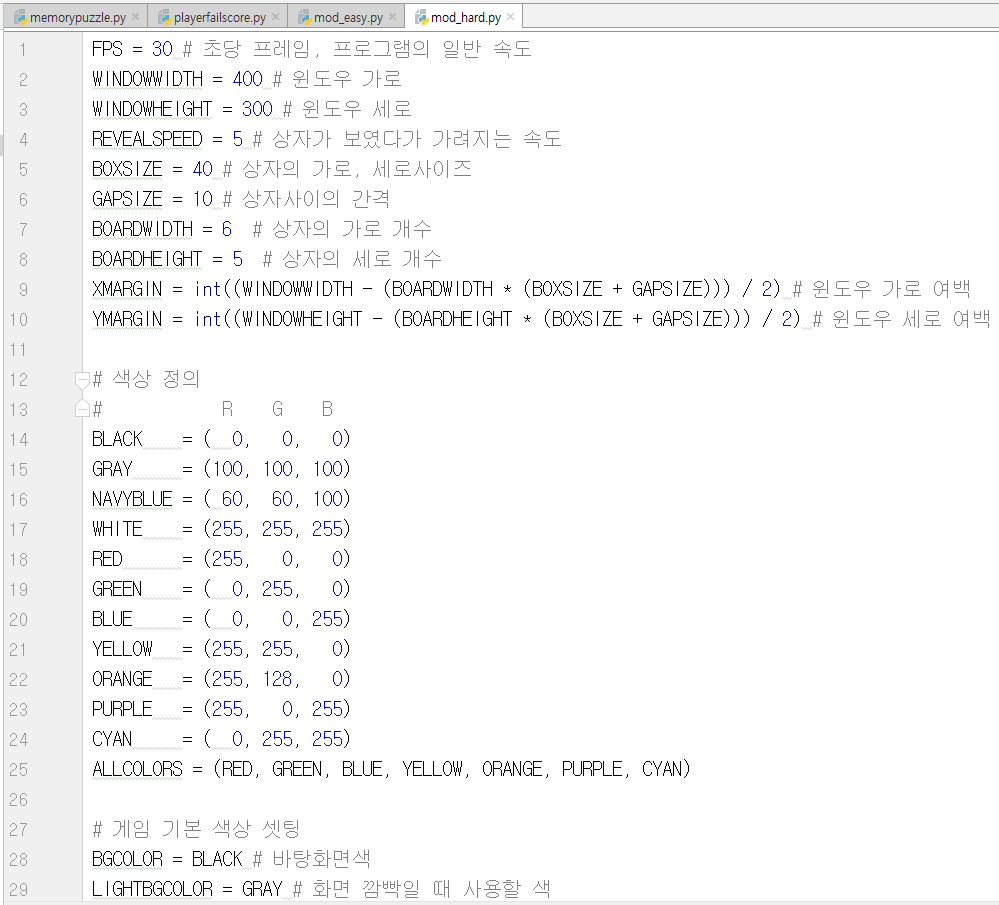 memorypuzzle.py × playerfailscore.py × mod_easy.py × mod_hard.py ×
1 FPS = 30 # 초당 프레임, 프로그램의 일반 속도
2 WINDOWWIDTH = 400 # 윈도우 가로
3 WINDOWHEIGHT = 300 # 윈도우 세로
4 REVEALSPEED = 5 # 상자가 보였다가 가려지는 속도
5 BOXSIZE = 40 # 상자의 가로, 세로사이즈
6 GAPSIZE = 10 # 상자사이의 간격
7 BOARDWIDTH = 6  # 상자의 가로 개수
8 BOARDHEIGHT = 5  # 상자의 세로 개수
9 XMARGIN = int((WINDOWWIDTH - (BOARDWIDTH * (BOXSIZE + GAPSIZE))) / 2) # 윈도우 가로 여백
10 YMARGIN = int((WINDOWHEIGHT - (BOARDHEIGHT * (BOXSIZE + GAPSIZE))) / 2) # 윈도우 세로 여백
11
12 # 색상 정의
13 #            R    G    B
14 BLACK    = (  0,   0,   0)
15 GRAY     = (100, 100, 100)
16 NAVYBLUE = ( 60,  60, 100)
17 WHITE    = (255, 255, 255)
18 RED      = (255,   0,   0)
19 GREEN    = (  0, 255,   0)
20 BLUE     = (  0,   0, 255)
21 YELLOW   = (255, 255,   0)
22 ORANGE   = (255, 128,   0)
23 PURPLE   = (255,   0, 255)
24 CYAN     = (  0, 255, 255)
25 ALLCOLORS = (RED, GREEN, BLUE, YELLOW, ORANGE, PURPLE, CYAN)
26
27 # 게임 기본 색상 셋팅
28 BGCOLOR = BLACK # 바탕화면색
29 LIGHTBGCOLOR = GRAY # 화면 깜빡일 때 사용할 색